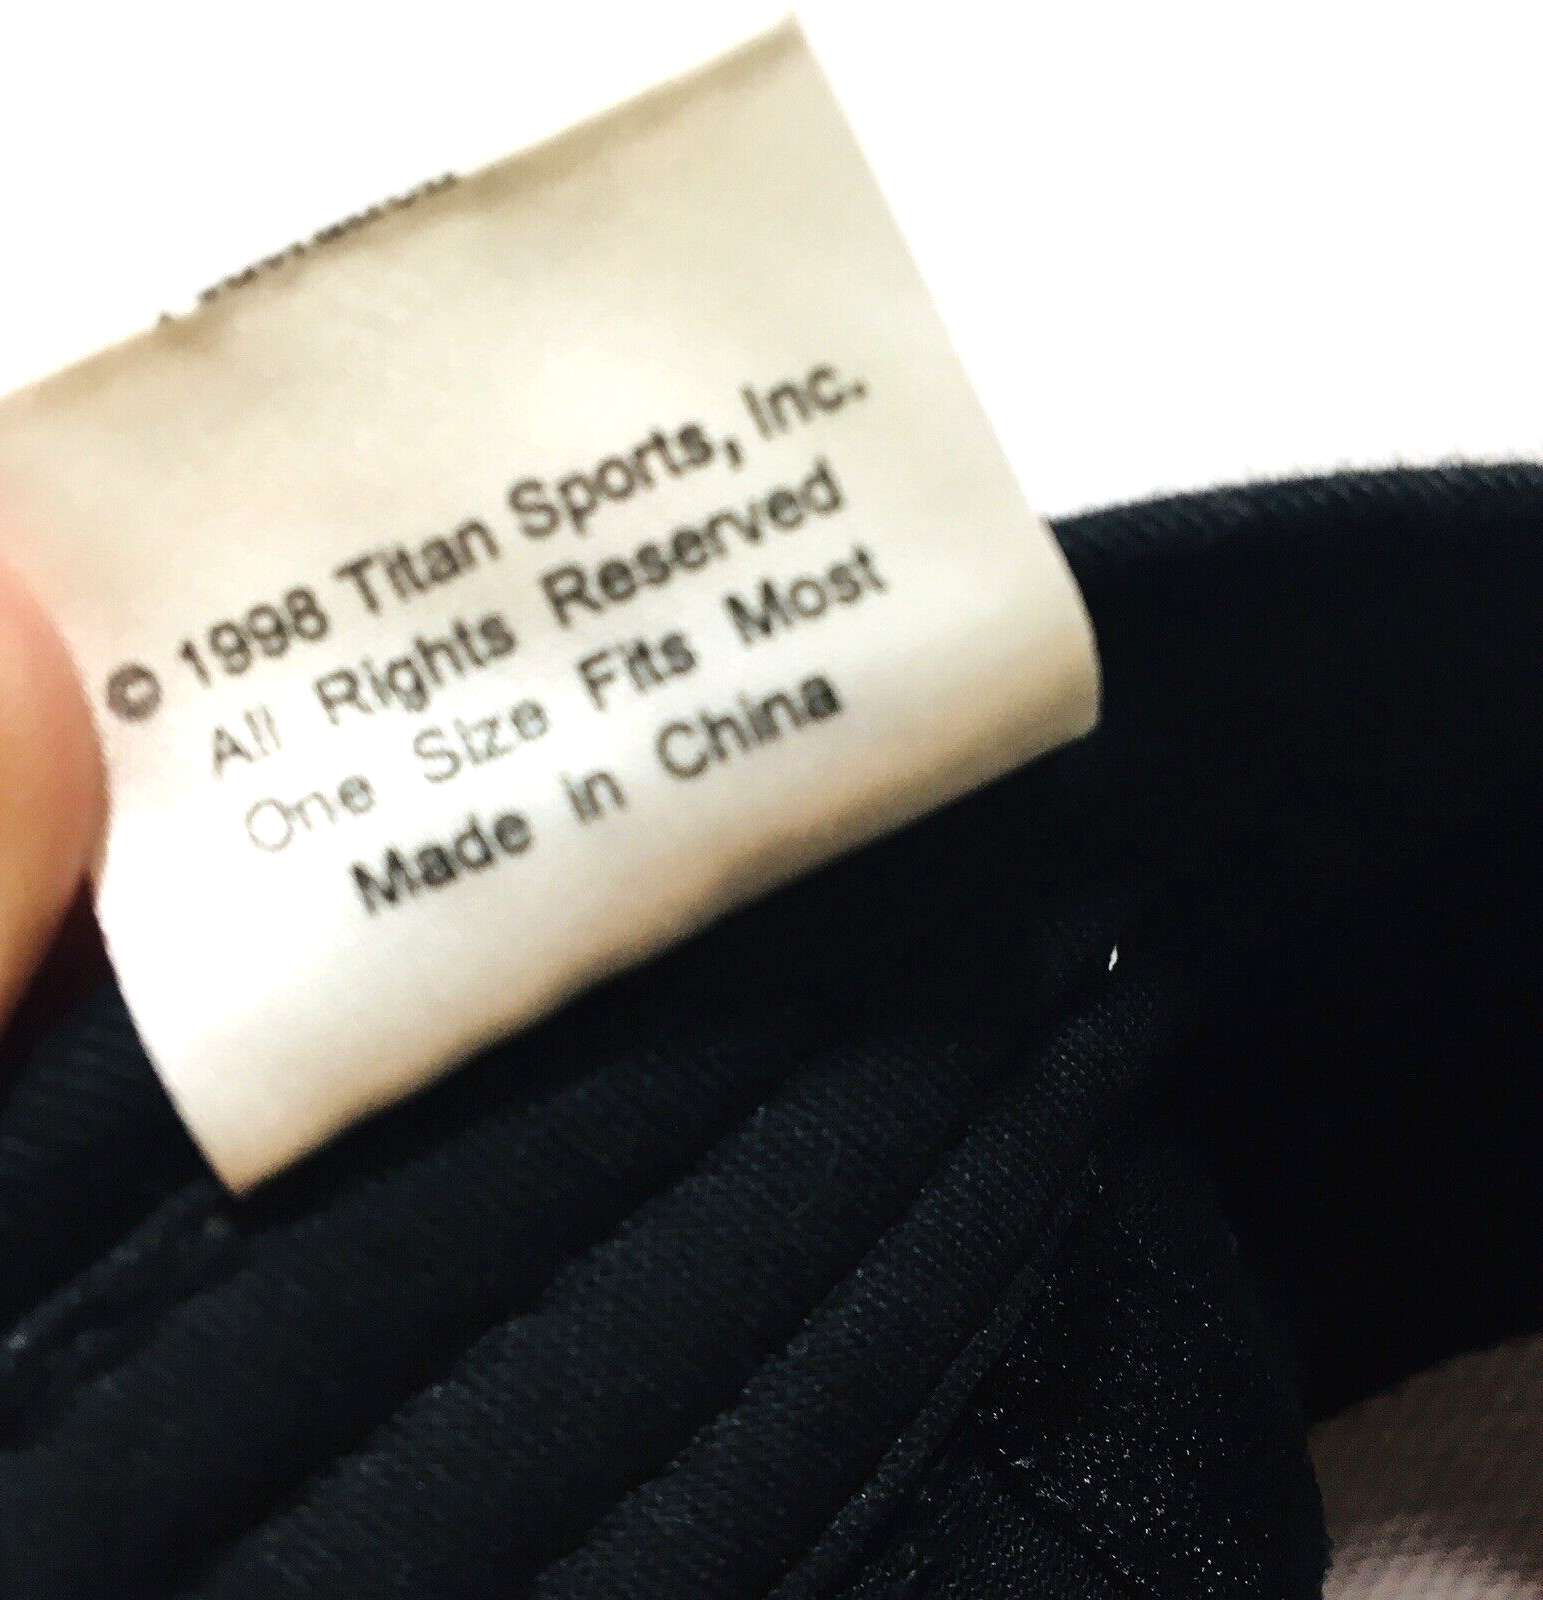 © 1998 Titan Sports, Inc.
All Rights Reserved
One Size Fits Most
Made in China